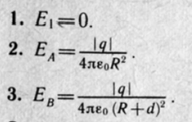 1. E₁=0.
2. E_A = |q| / 4πε₀R² .
3. E_B = |q| / 4πε₀ (R+d)² .